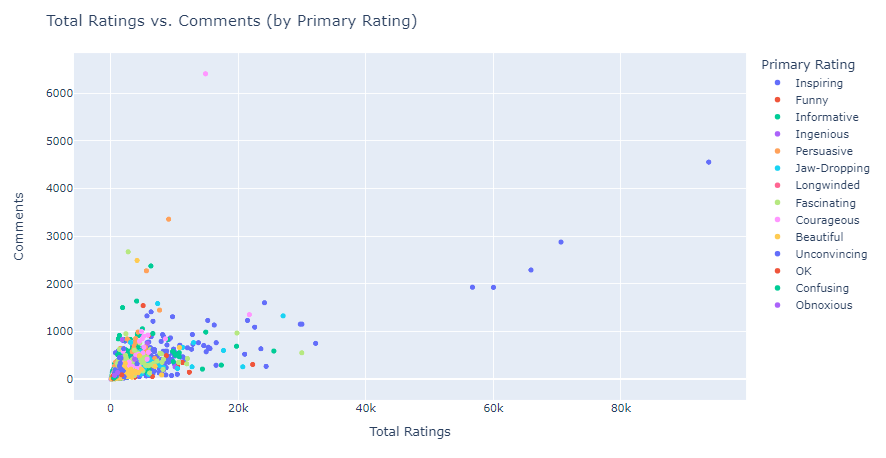 Total Ratings vs. Comments (by Primary Rating)
Primary Rating
Inspiring
Funny
Informative
Ingenious
Persuasive
Jaw-Dropping
Longwinded
Fascinating
Courageous
Beautiful
Unconvincing
OK
Confusing
Obnoxious
Comments
6000
5000
4000
3000
2000
1000
0
0 20k 40k 60k 80k
Total Ratings